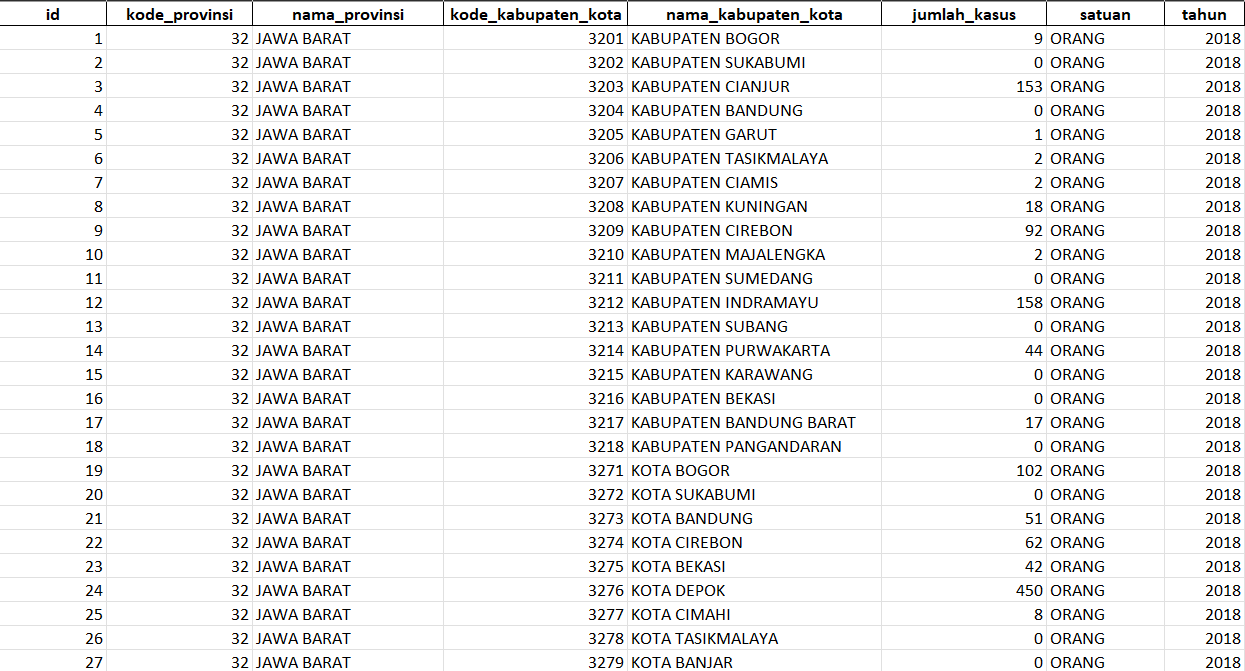 id kode_provinsi nama_provinsi kode_kabupaten_kota nama_kabupaten_kota jumlah_kasus satuan tahun
1 32 JAWA BARAT 3201 KABUPATEN BOGOR 9 ORANG 2018
2 32 JAWA BARAT 3202 KABUPATEN SUKABUMI 0 ORANG 2018
3 32 JAWA BARAT 3203 KABUPATEN CIANJUR 153 ORANG 2018
4 32 JAWA BARAT 3204 KABUPATEN BANDUNG 0 ORANG 2018
5 32 JAWA BARAT 3205 KABUPATEN GARUT 1 ORANG 2018
6 32 JAWA BARAT 3206 KABUPATEN TASIKMALAYA 2 ORANG 2018
7 32 JAWA BARAT 3207 KABUPATEN CIAMIS 2 ORANG 2018
8 32 JAWA BARAT 3208 KABUPATEN KUNINGAN 18 ORANG 2018
9 32 JAWA BARAT 3209 KABUPATEN CIREBON 92 ORANG 2018
10 32 JAWA BARAT 3210 KABUPATEN MAJALENGKA 2 ORANG 2018
11 32 JAWA BARAT 3211 KABUPATEN SUMEDANG 0 ORANG 2018
12 32 JAWA BARAT 3212 KABUPATEN INDRAMAYU 158 ORANG 2018
13 32 JAWA BARAT 3213 KABUPATEN SUBANG 0 ORANG 2018
14 32 JAWA BARAT 3214 KABUPATEN PURWAKARTA 44 ORANG 2018
15 32 JAWA BARAT 3215 KABUPATEN KARAWANG 0 ORANG 2018
16 32 JAWA BARAT 3216 KABUPATEN BEKASI 0 ORANG 2018
17 32 JAWA BARAT 3217 KABUPATEN BANDUNG BARAT 17 ORANG 2018
18 32 JAWA BARAT 3218 KABUPATEN PANGANDARAN 0 ORANG 2018
19 32 JAWA BARAT 3271 KOTA BOGOR 102 ORANG 2018
20 32 JAWA BARAT 3272 KOTA SUKABUMI 0 ORANG 2018
21 32 JAWA BARAT 3273 KOTA BANDUNG 51 ORANG 2018
22 32 JAWA BARAT 3274 KOTA CIREBON 62 ORANG 2018
23 32 JAWA BARAT 3275 KOTA BEKASI 42 ORANG 2018
24 32 JAWA BARAT 3276 KOTA DEPOK 450 ORANG 2018
25 32 JAWA BARAT 3277 KOTA CIMAHI 8 ORANG 2018
26 32 JAWA BARAT 3278 KOTA TASIKMALAYA 0 ORANG 2018
27 32 JAWA BARAT 3279 KOTA BANJAR 0 ORANG 2018